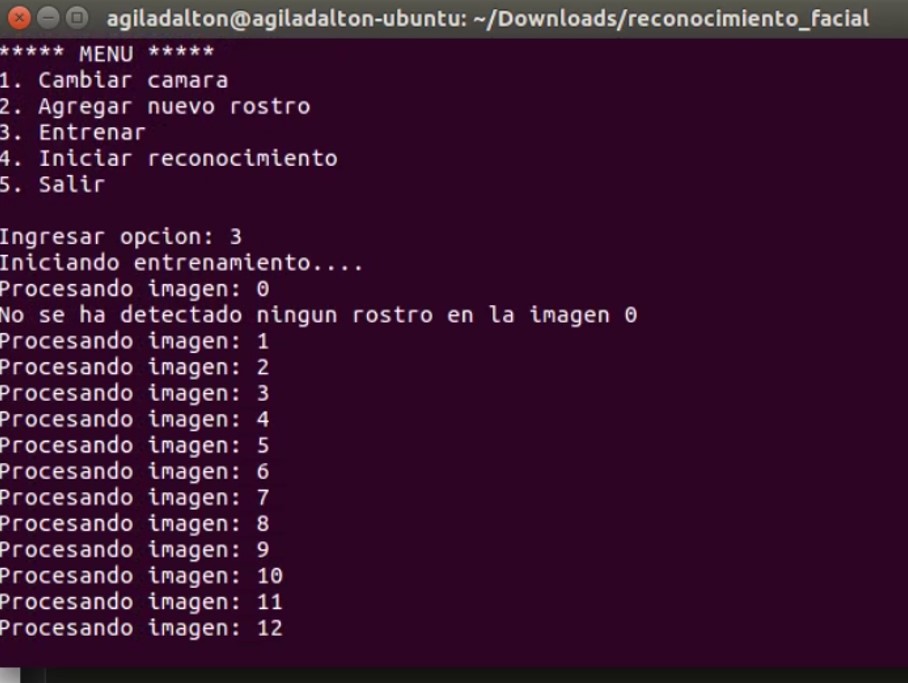 agiladalton@agiladalton-ubuntu: ~/Downloads/reconocimiento_facial
***** MENU *****
1. Cambiar camara
2. Agregar nuevo rostro
3. Entrenar
4. Iniciar reconocimiento
5. Salir
Ingresar opcion: 3
Iniciando entrenamiento....
Procesando imagen: 0
No se ha detectado ningun rostro en la imagen 0
Procesando imagen: 1
Procesando imagen: 2
Procesando imagen: 3
Procesando imagen: 4
Procesando imagen: 5
Procesando imagen: 6
Procesando imagen: 7
Procesando imagen: 8
Procesando imagen: 9
Procesando imagen: 10
Procesando imagen: 11
Procesando imagen: 12